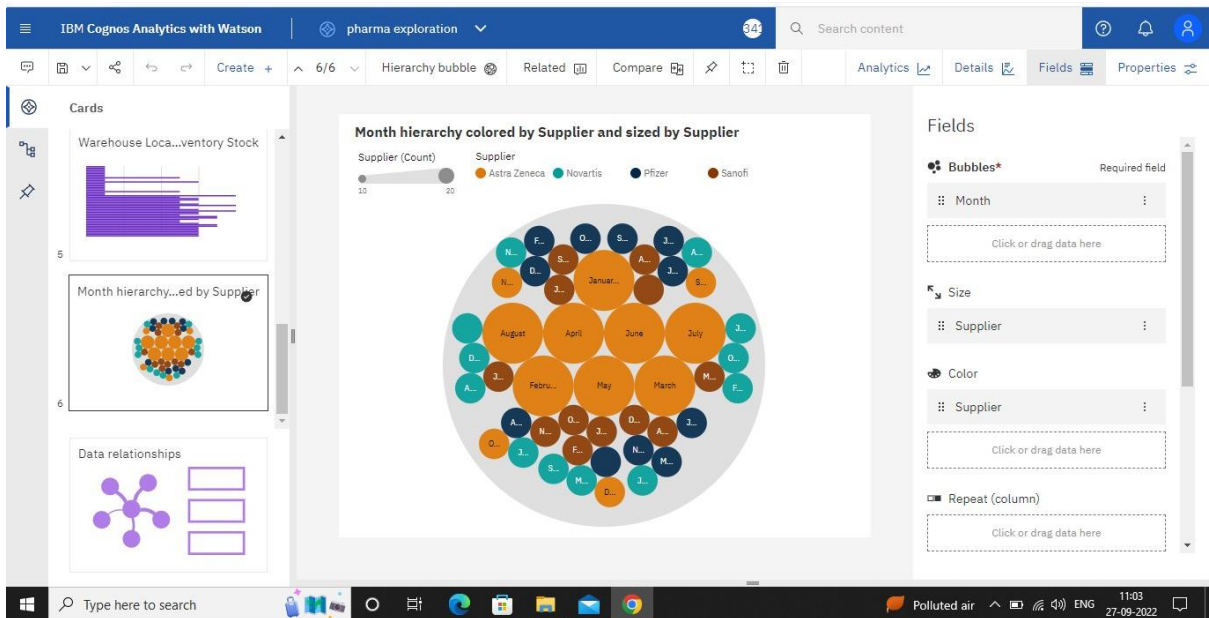 IBM Cognos Analytics with Watson
pharma exploration
341
Search content
Create +
6/6
Hierarchy bubble
Related
Compare
Analytics
Details
Fields
Properties
Cards
Warehouse Loca...ventory Stock
5
Month hierarchy...ed by Supplier
6
Data relationships
Month hierarchy colored by Supplier and sized by Supplier
Supplier (Count)
10
20
Supplier
Astra Zeneca
Novartis
Pfizer
Sanofi
F...
O...
S...
J...
N...
S...
A...
A...
D...
J...
N...
J...
Januar...
S...
August
April
June
July
J...
D...
O...
A...
J...
Febru...
May
March
M...
F...
A...
N...
O...
J...
D...
A...
J...
O...
J...
F...
N...
M...
S...
M...
D...
J...
Fields
Bubbles*
Required field
Month
Click or drag data here
Size
Supplier
Color
Supplier
Click or drag data here
Repeat (column)
Click or drag data here
Type here to search
Polluted air
ENG
11:03
27-09-2022